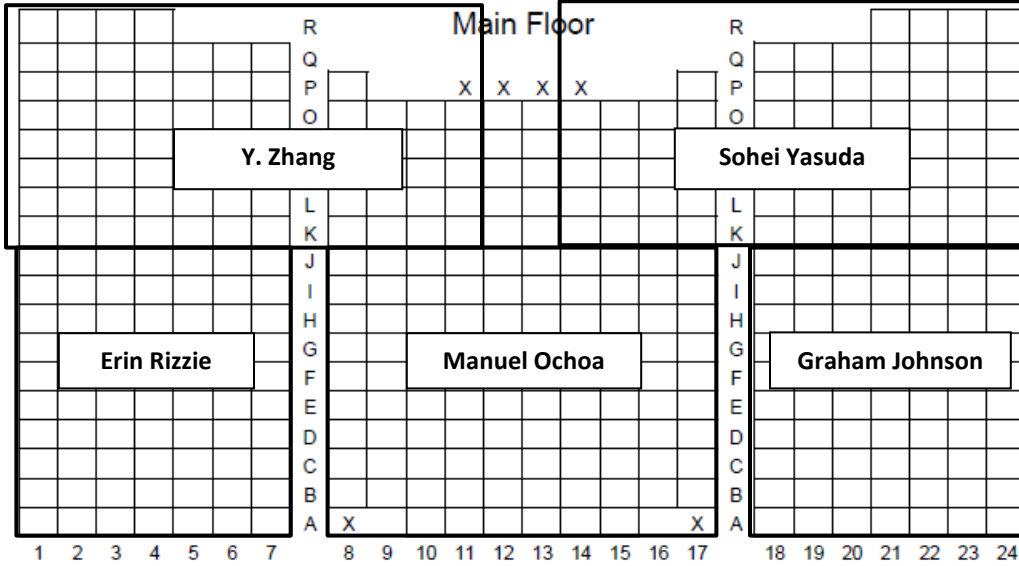 R Main Floor R
Q Q
P X X X X P
O O
Y. Zhang Sohei Yasuda
L L
K K
J J
I I
H H
Erin Rizzie G Manuel Ochoa G Graham Johnson
F F
E E
D D
C C
B B
A X X A
1 2 3 4 5 6 7 8 9 10 11 12 13 14 15 16 17 18 19 20 21 22 23 24